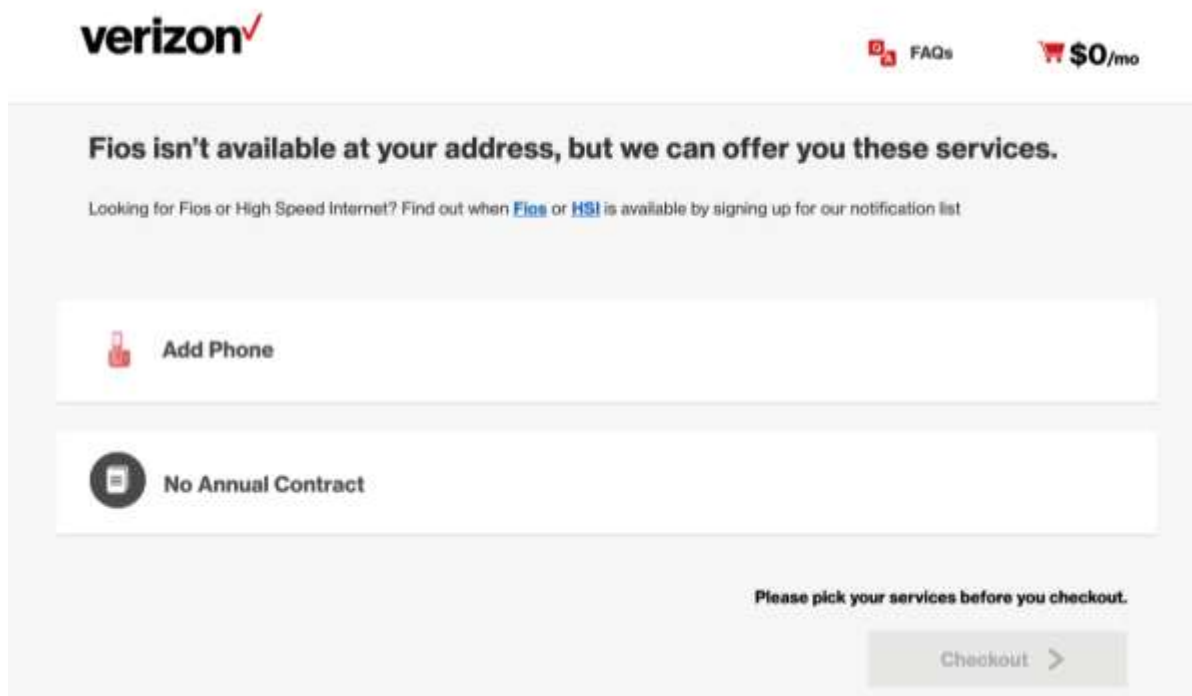 verizon
FAQs
$0/mo
Fios isn't available at your address, but we can offer you these services.
Looking for Fios or High Speed Internet? Find out when Fios or HSI is available by signing up for our notification list
Add Phone
No Annual Contract
Please pick your services before you checkout.
Checkout